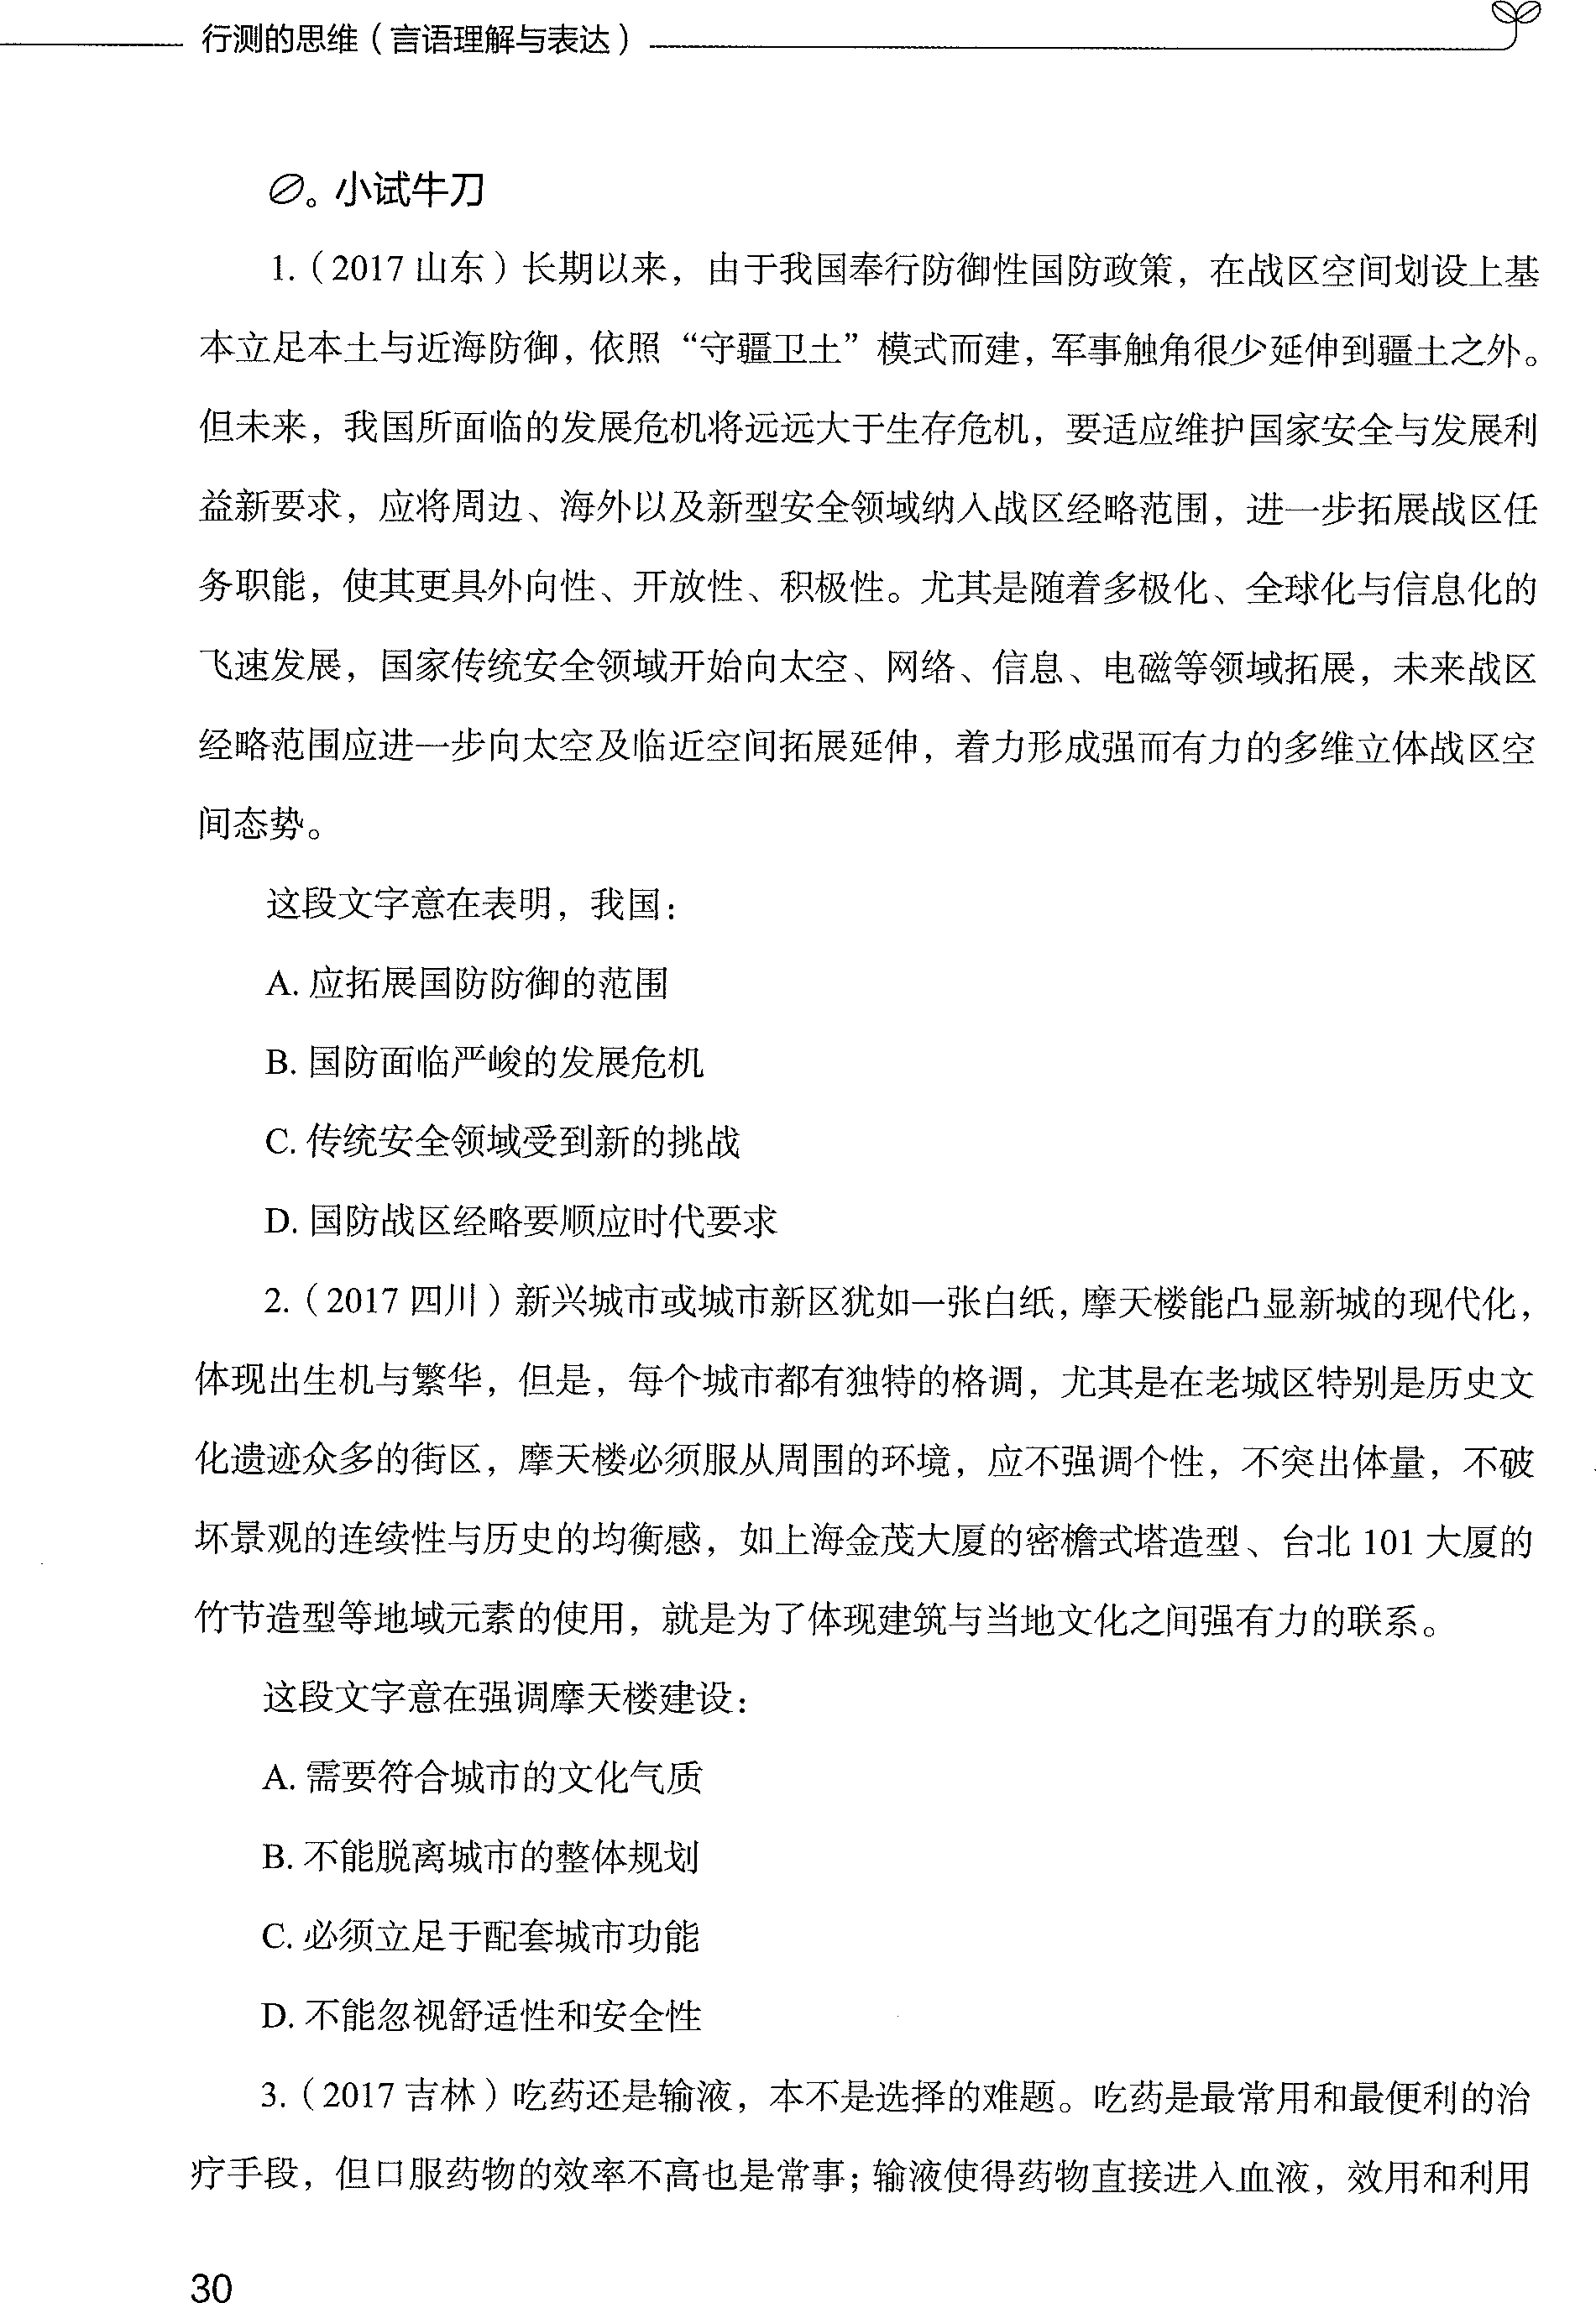 行测的思维（言语理解与表达）
小试牛刀
1.（2017 山东）长期以来，由于我国奉行防御性国防政策，在战区空间划设上基
本立足本土与近海防御，依照“守疆卫土”模式而建，军事触角很少延伸到疆土之外。
但未来，我国所面临的发展危机将远远大于生存危机，要适应维护国家安全与发展利
益新要求，应将周边、海外以及新型安全领域纳入战区经略范围，进一步拓展战区任
务职能，使其更具外向性、开放性、积极性。尤其是随着多极化、全球化与信息化的
飞速发展，国家传统安全领域开始向太空、网络、信息、电磁等领域拓展，未来战区
经略范围应进一步向太空及临近空间拓展延伸，着力形成强而有力的多维立体战区空
间态势。
这段文字意在表明，我国：
A. 应拓展国防防御的范围
B. 国防面临严峻的发展危机
C. 传统安全领域受到新的挑战
D. 国防战区经略要顺应时代要求
2.（2017 四川）新兴城市或城市新区犹如一张白纸，摩天楼能凸显新城的现代化，
体现出生机与繁华，但是，每个城市都有独特的格调，尤其是在老城区特别是历史文
化遗迹众多的街区，摩天楼必须服从周围的环境，应不强调个性，不突出体量，不破
坏景观的连续性与历史的均衡感，如上海金茂大厦的密檐式塔造型、台北 101 大厦的
竹节造型等地域元素的使用，就是为了体现建筑与当地文化之间强有力的联系。
这段文字意在强调摩天楼建设：
A. 需要符合城市的文化气质
B. 不能脱离城市的整体规划
C. 必须立足于配套城市功能
D. 不能忽视舒适性和安全性
3.（2017 吉林）吃药还是输液，本不是选择的难题。吃药是最常用和最便利的治
疗手段，但口服药物的效率不高也是常事；输液使得药物直接进入血液，效用和利用
30